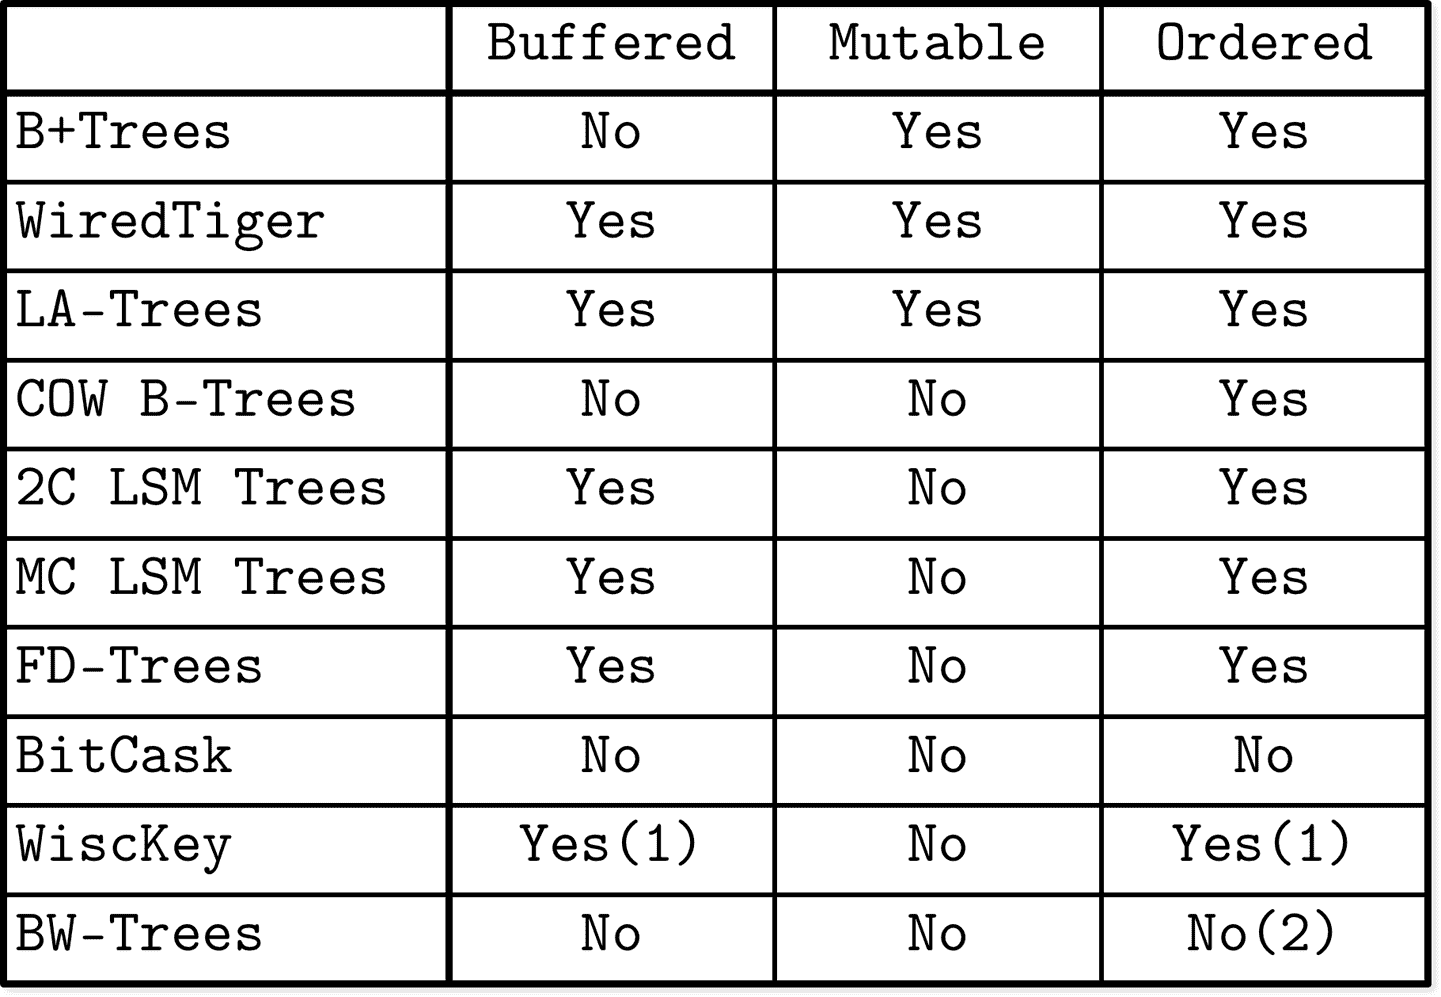 Buffered Mutable Ordered
B+Trees No Yes Yes
WiredTiger Yes Yes Yes
LA-Trees Yes Yes Yes
COW B-Trees No No Yes
2C LSM Trees Yes No Yes
MC LSM Trees Yes No Yes
FD-Trees Yes No Yes
BitCask No No No
WiscKey Yes(1) No Yes(1)
BW-Trees No No No(2)